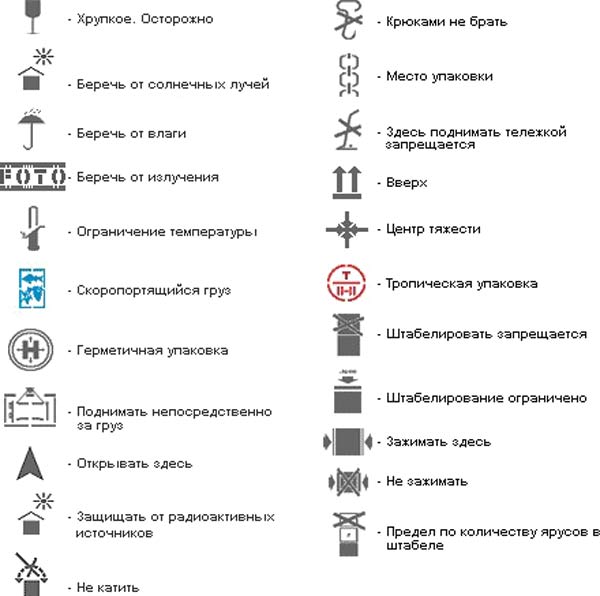 - Хрупкое. Осторожно
- Беречь от солнечных лучей
- Беречь от влаги
FOTO
- Беречь от излучения
- Ограничение температуры
- Скоропортящийся груз
Н
- Герметичная упаковка
- Поднимать непосредственно
за груз
- Открывать здесь
- Защищать от радиоактивных
источников
- Не катить
- Крюками не брать
- Место упаковки
- Здесь поднимать тележкой
запрещается
- Вверх
- Центр тяжести
Т
- Тропическая упаковка
- Штабелировать запрещается
- Штабелирование ограничено
- Зажимать здесь
- Не зажимать
- Предел по количеству ярусов в
штабеле